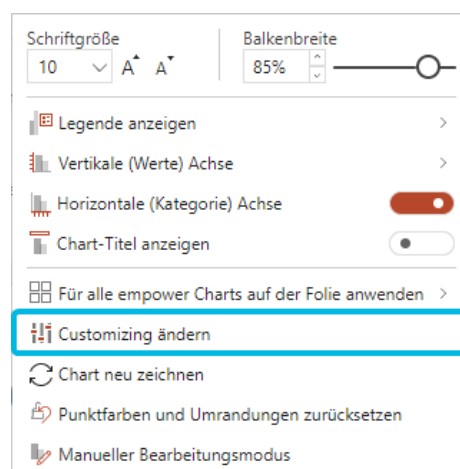 Schriftgröße Balkenbreite
10 A A 85%
Legende anzeigen
Vertikale (Werte) Achse
Horizontale (Kategorie) Achse
Chart-Titel anzeigen
Für alle empower Charts auf der Folie anwenden
Customizing ändern
Chart neu zeichnen
Punktfarben und Umrandungen zurücksetzen
Manueller Bearbeitungsmodus